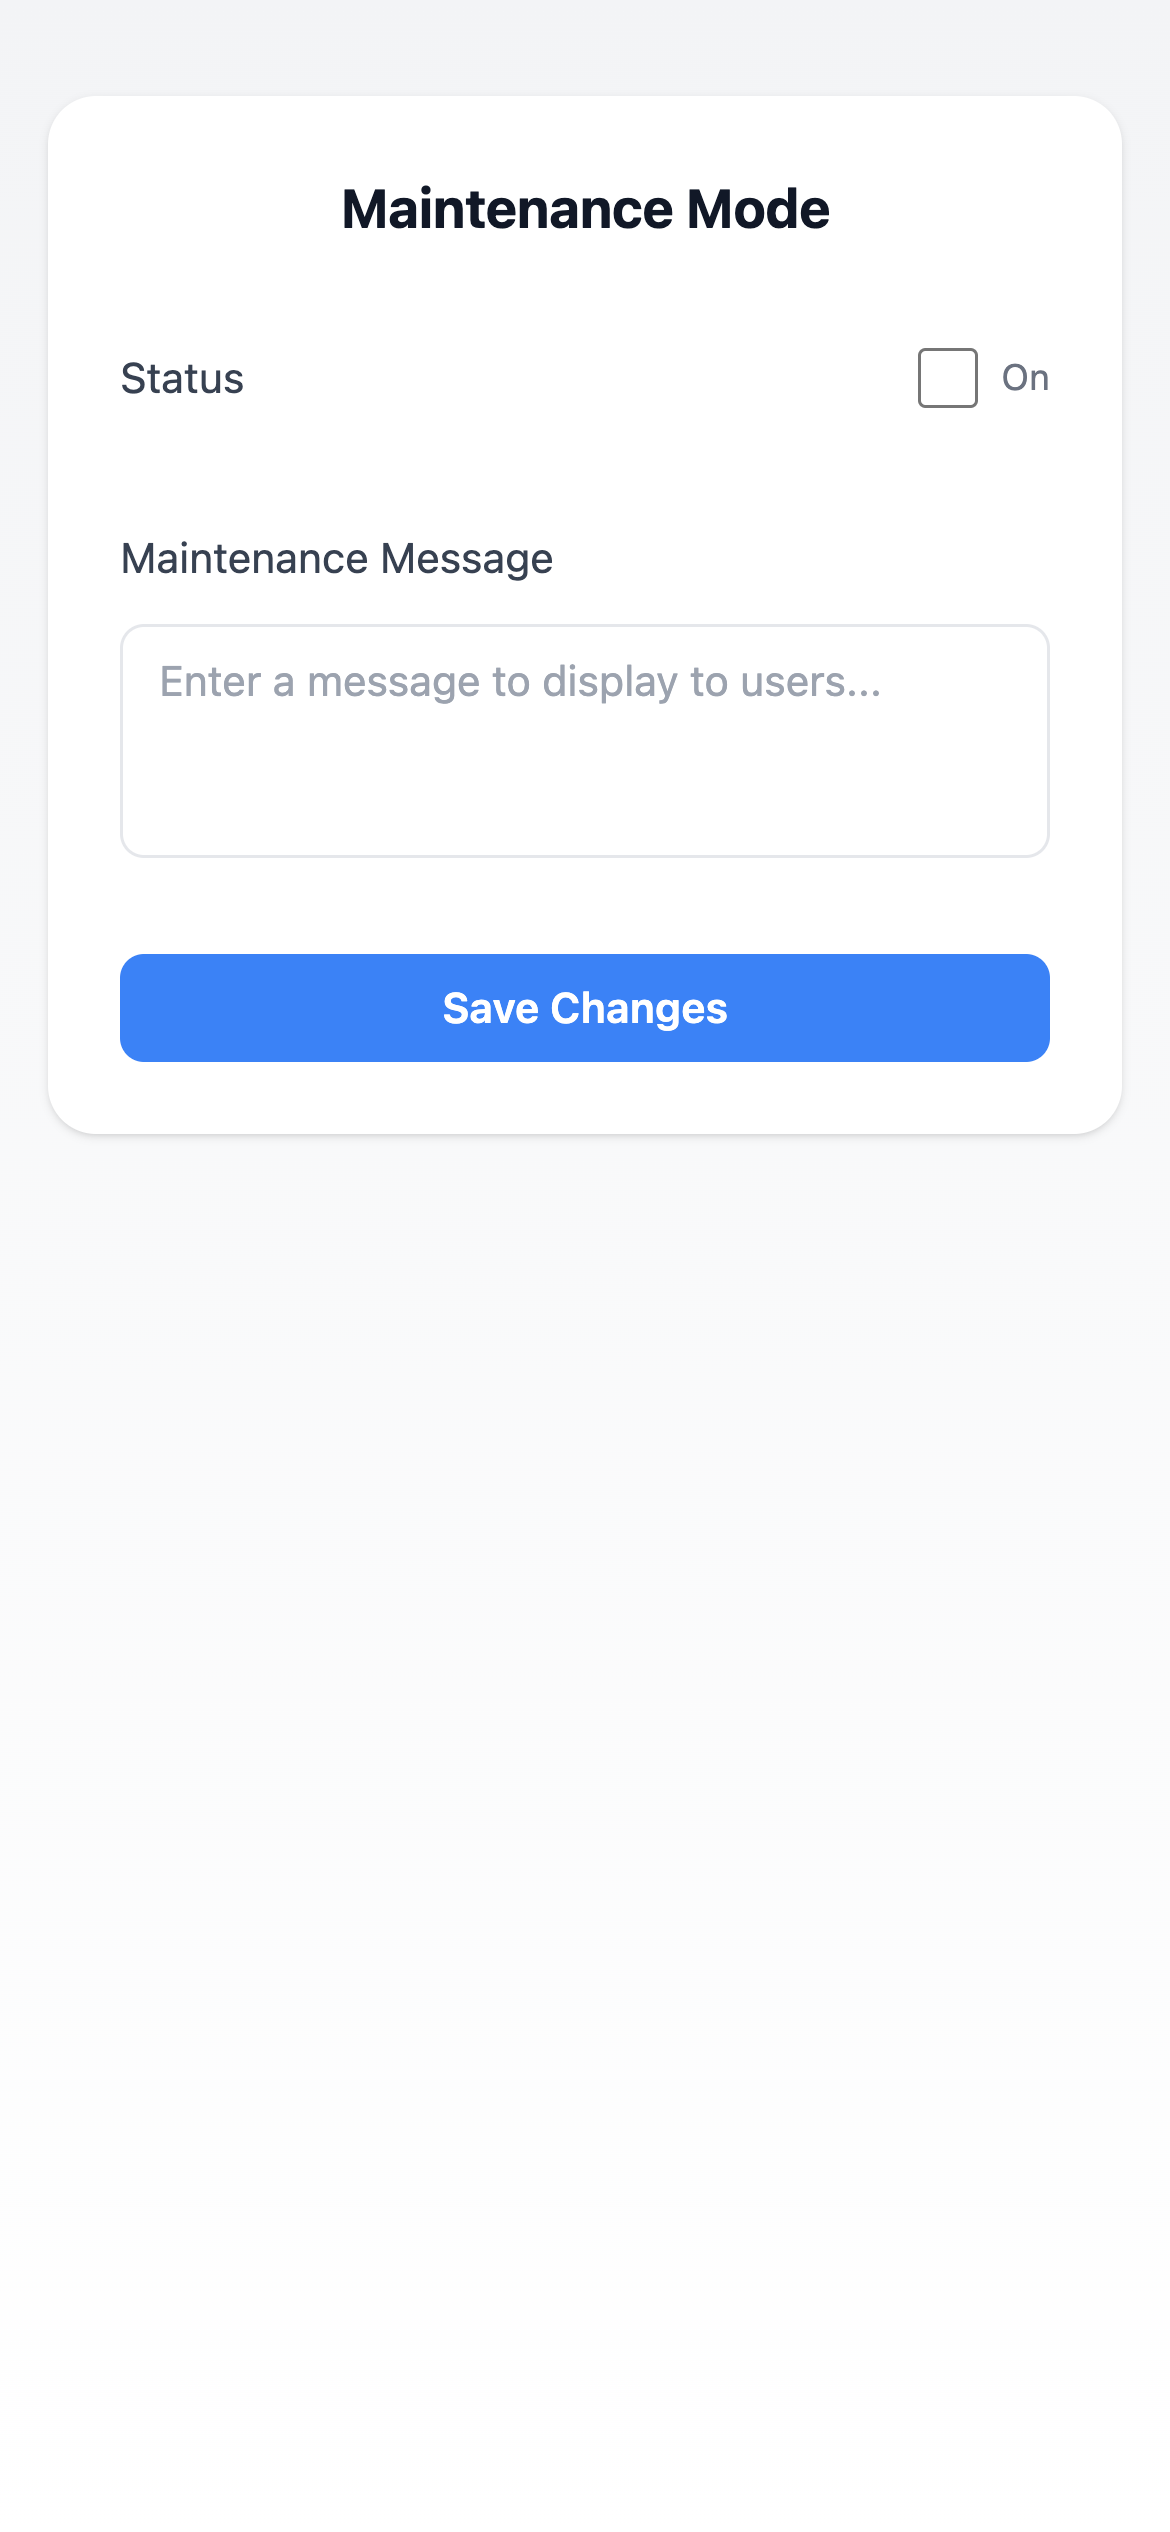 Maintenance Mode
Status
On
Maintenance Message
Enter a message to display to users...
Save Changes